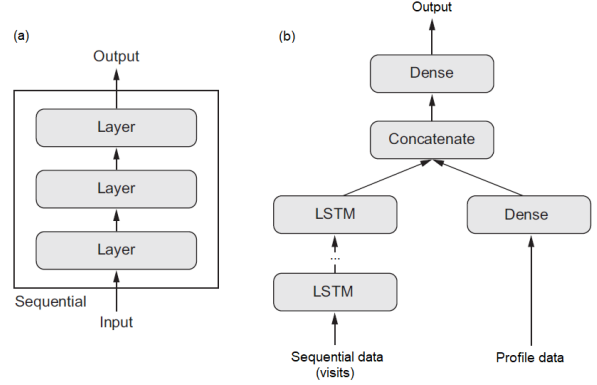 (a)
Output
Layer
Layer
Layer
Sequential
Input
(b)
Output
Dense
Concatenate
LSTM
Dense
...
LSTM
Sequential data
(visits)
Profile data